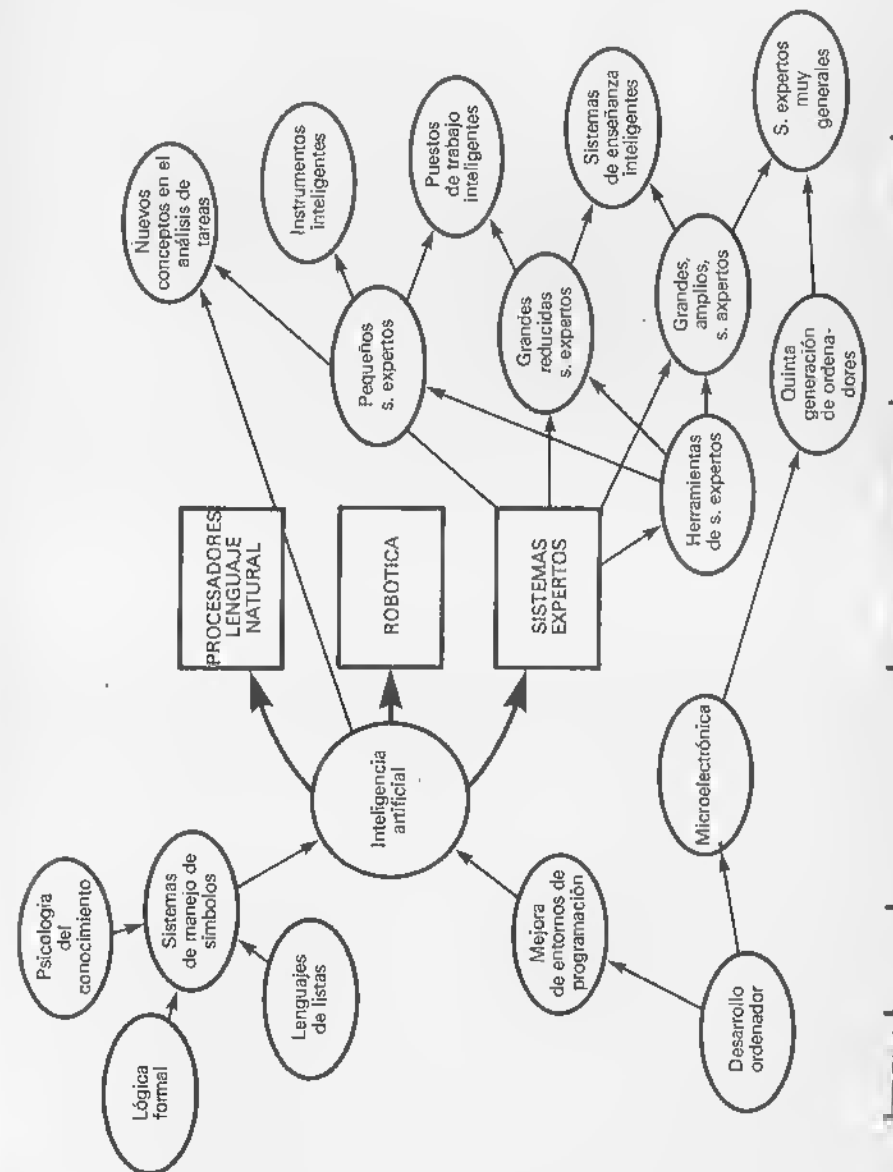 Psicología
del
conocimiento
Lógica
formal
Sistemas
de manejo de
símbolos
Lenguajes
de listas
Inteligencia
artificial
Mejora
de entornos de
programación
Desarrollo
ordenador
Microelectrónica
PROCESADORES
LENGUAJE
NATURAL
ROBOTICA
SISTEMAS
EXPERTOS
Nuevos
conceptos en el
análisis de
tareas
Instrumentos
inteligentes
Pequeños
s. expertos
Puestos
de trabajo
inteligentes
Grandes
reducidas
s. expertos
Sistemas
de enseñanza
inteligentes
Grandes,
amplios,
s. axpertos
Herramientas
de s. expertos
S. expertos
muy
generales
Quinta
generación
de ordena-
dores